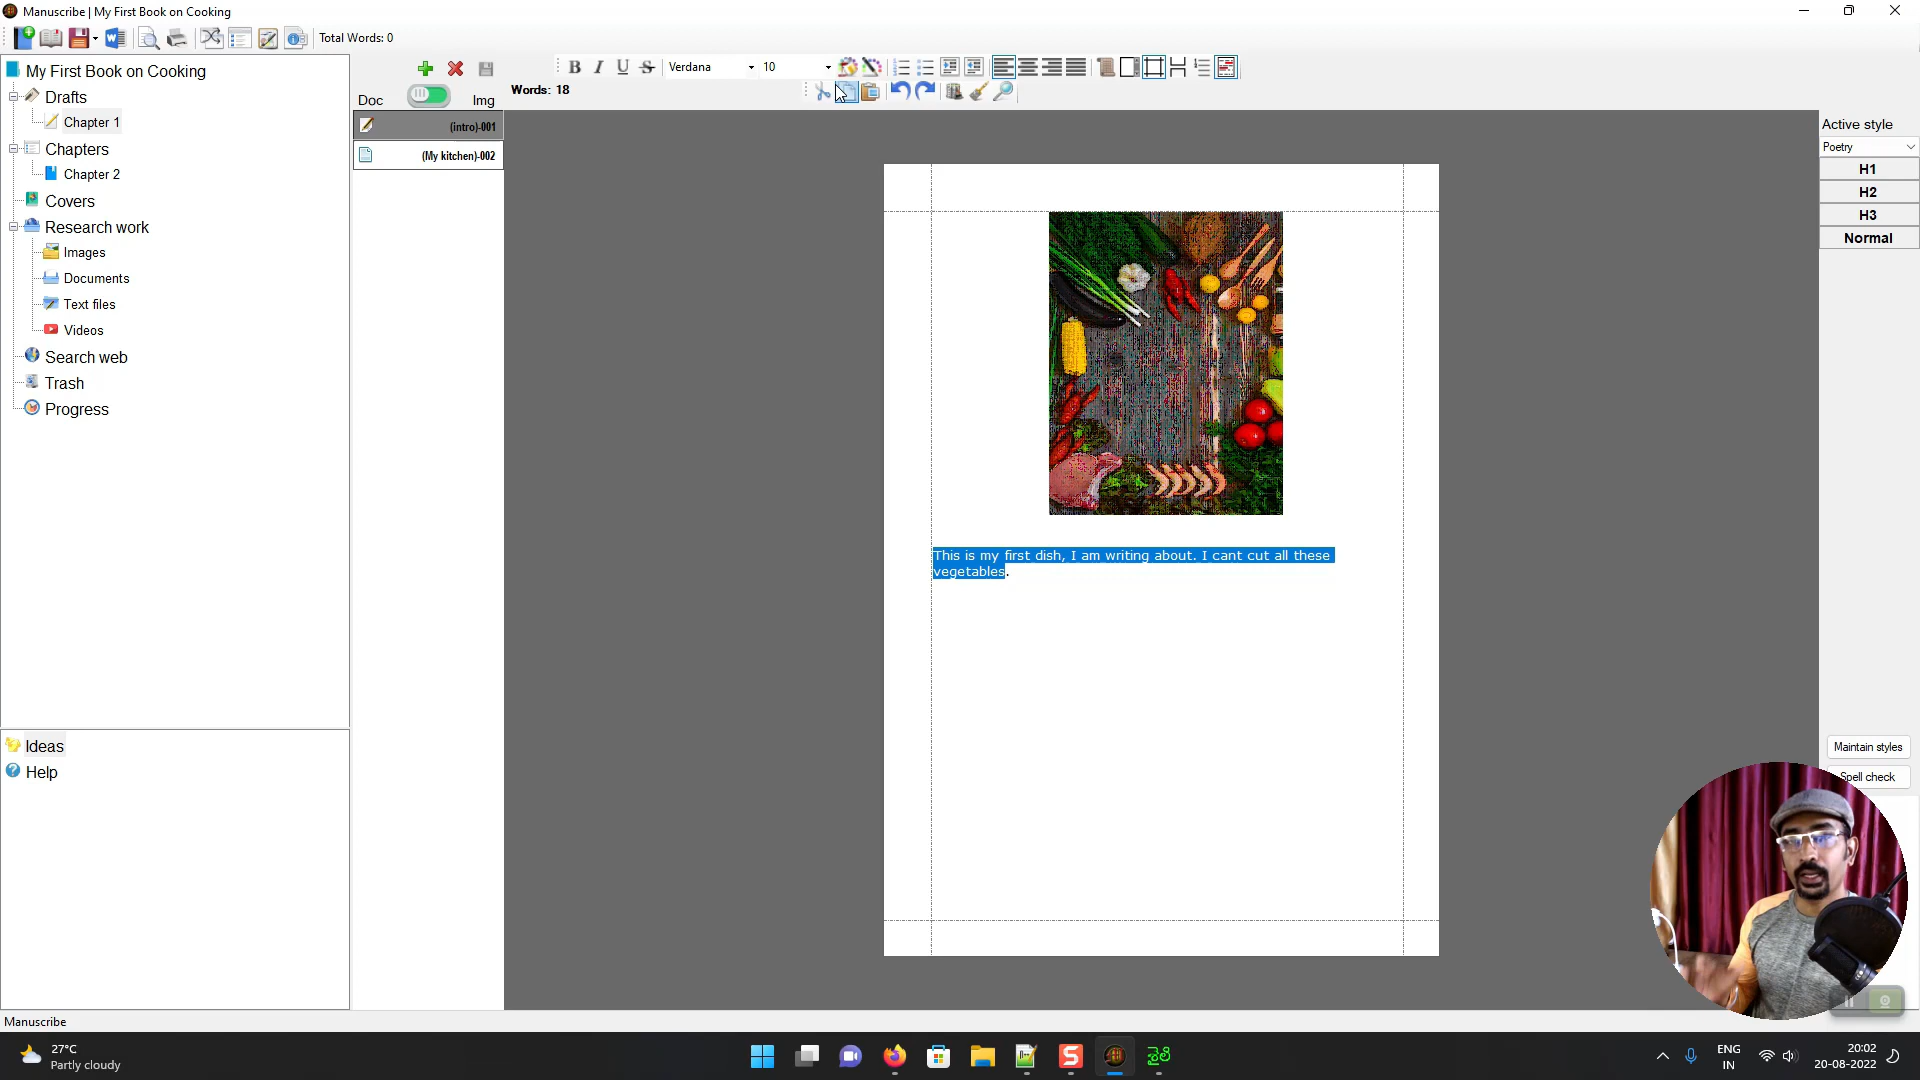 Manuscribe | My First Book on Cooking
Total Words: 0
My First Book on Cooking
Drafts
Chapter 1
Chapters
Chapter 2
Covers
Research work
Images
Documents
Text files
Videos
Search web
Trash
Progress
Ideas
Help
Doc
Img
(intro)-001
(My kitchen)-002
B I U S Verdana 10
Words: 18
This is my first dish, I am writing about. I cant cut all these
vegetables.
Active style
Poetry
H1
H2
H3
Normal
Maintain styles
Spell check
Manuscribe
27°C
Partly cloudy
S
శైలి
ENG
IN
20:02
20-08-2022